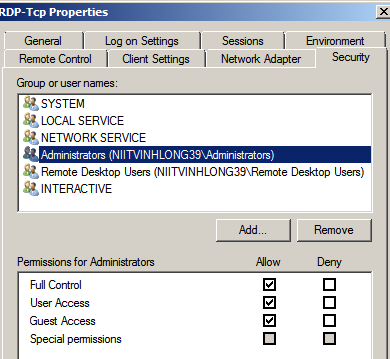 RDP-Tcp Properties
General Log on Settings Sessions Environment
Remote Control Client Settings Network Adapter Security
Group or user names:
SYSTEM
LOCAL SERVICE
NETWORK SERVICE
Administrators (NIITVINHLONG39\Administrators)
Remote Desktop Users (NIITVINHLONG39\Remote Desktop Users)
INTERACTIVE
Add... Remove
Permissions for Administrators Allow Deny
Full Control
User Access
Guest Access
Special permissions